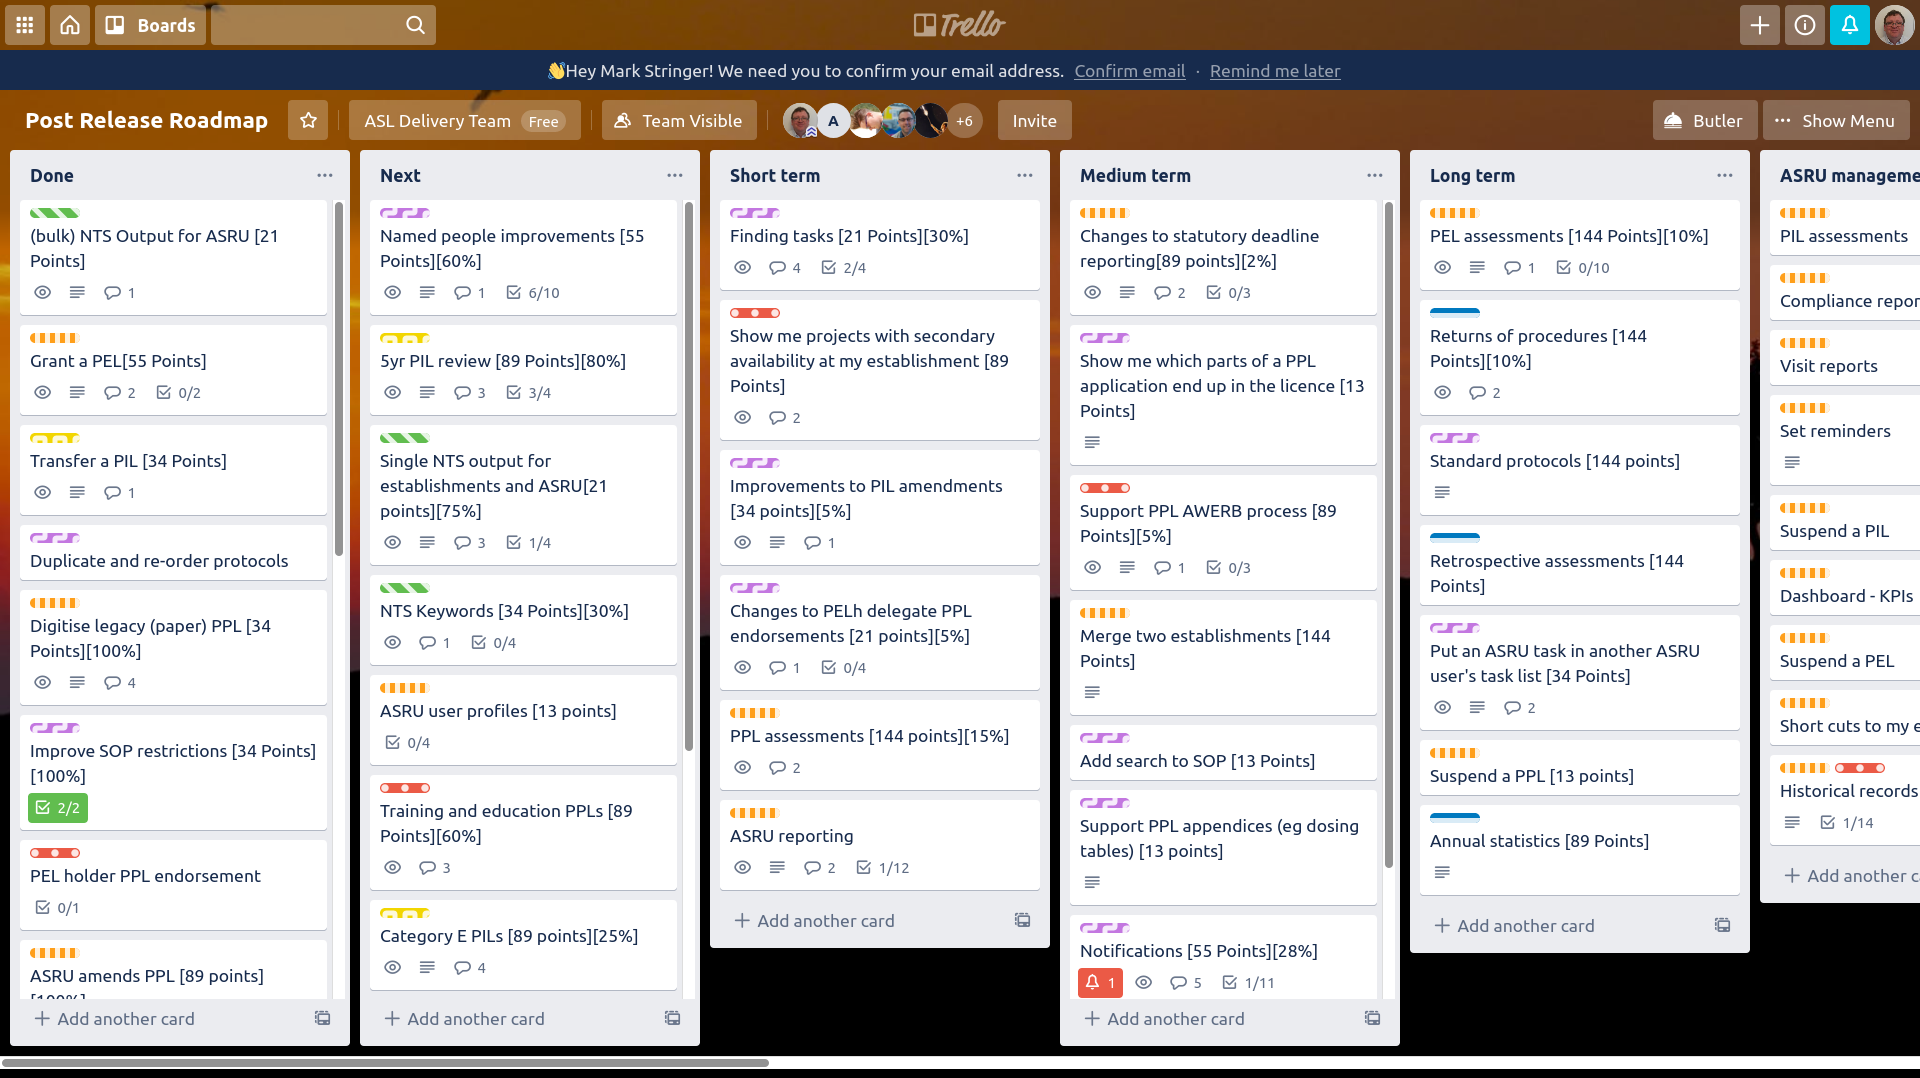 Boards
Trello
👋Hey Mark Stringer! We need you to confirm your email address. Confirm email · Remind me later
Post Release Roadmap
ASL Delivery Team Free
Team Visible
A
+6
Invite
Butler
Show Menu
Done
(bulk) NTS Output for ASRU [21
Points]
1
Grant a PEL[55 Points]
2 0/2
Transfer a PIL [34 Points]
1
Duplicate and re-order protocols
Digitise legacy (paper) PPL [34
Points][100%]
4
Improve SOP restrictions [34 Points]
[100%]
2/2
PEL holder PPL endorsement
0/1
ASRU amends PPL [89 points]
[100%]
Add another card
Next
Named people improvements [55
Points][60%]
1 6/10
5yr PIL review [89 Points][80%]
3 3/4
Single NTS output for
establishments and ASRU[21
points][75%]
3 1/4
NTS Keywords [34 Points][30%]
1 0/4
ASRU user profiles [13 points]
0/4
Training and education PPLs [89
Points][60%]
3
Category E PILs [89 points][25%]
4
Add another card
Short term
Finding tasks [21 Points][30%]
4 2/4
Show me projects with secondary
availability at my establishment [89
Points]
2
Improvements to PIL amendments
[34 points][5%]
1
Changes to PELh delegate PPL
endorsements [21 points][5%]
1 0/4
PPL assessments [144 points][15%]
2
ASRU reporting
2 1/12
Add another card
Medium term
Changes to statutory deadline
reporting[89 points][2%]
2 0/3
Show me which parts of a PPL
application end up in the licence [13
Points]
Support PPL AWERB process [89
Points][5%]
1 0/3
Merge two establishments [144
Points]
Add search to SOP [13 Points]
Support PPL appendices (eg dosing
tables) [13 points]
Notifications [55 Points][28%]
1 5 1/11
Add another card
Long term
PEL assessments [144 Points][10%]
1 0/10
Returns of procedures [144
Points][10%]
2
Standard protocols [144 points]
Retrospective assessments [144
Points]
Put an ASRU task in another ASRU
user's task list [34 Points]
2
Suspend a PPL [13 points]
Annual statistics [89 Points]
Add another card
ASRU manageme
PIL assessments
Compliance repor
Visit reports
Set reminders
Suspend a PIL
Dashboard - KPIs
Suspend a PEL
Short cuts to my e
Historical records
1/14
Add another ca